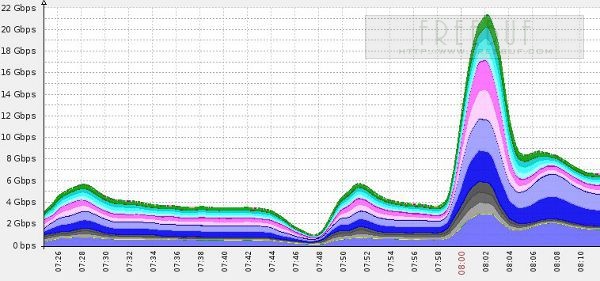 22 Gbps
20 Gbps
18 Gbps
16 Gbps
14 Gbps
12 Gbps
10 Gbps
8 Gbps
6 Gbps
4 Gbps
2 Gbps
0 bps
FREEBUF
07:26
07:28
07:30
07:32
07:34
07:36
07:38
07:40
07:42
07:44
07:46
07:48
07:50
07:52
07:54
07:56
07:58
08:00
08:02
08:04
08:06
08:08
08:10